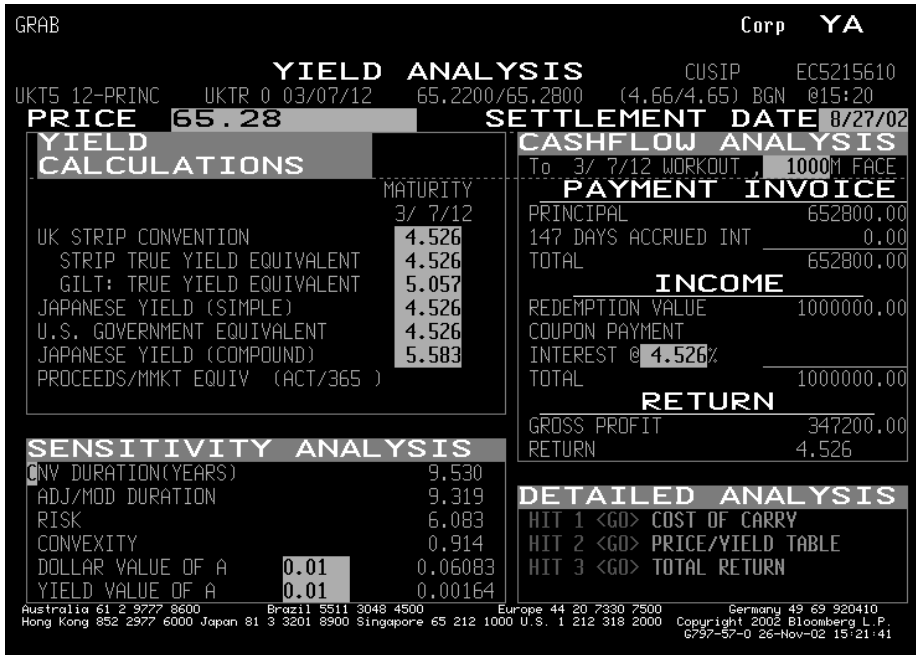 GRAB Corp YA
YIELD ANALYSIS CUSIP EC5215610
UKT5 12-PRINC UKTR 0 03/07/12 65.2200/65.2800 (4.66/4.65) BGN @15:20
PRICE 65.28 SETTLEMENT DATE 8/27/02
YIELD
CALCULATIONS
MATURITY
3/ 7/12
UK STRIP CONVENTION 4.526
STRIP TRUE YIELD EQUIVALENT 4.526
GILT: TRUE YIELD EQUIVALENT 5.057
JAPANESE YIELD (SIMPLE) 4.526
U.S. GOVERNMENT EQUIVALENT 4.526
JAPANESE YIELD (COMPOUND) 5.583
PROCEEDS/MMKT EQUIV (ACT/365 )
CASHFLOW ANALYSIS
To 3/ 7/12 WORKOUT , 1000M FACE
PAYMENT INVOICE
PRINCIPAL 652800.00
147 DAYS ACCRUED INT 0.00
TOTAL 652800.00
INCOME
REDEMPTION VALUE 1000000.00
COUPON PAYMENT
INTEREST @ 4.526%
TOTAL 1000000.00
RETURN
GROSS PROFIT 347200.00
RETURN 4.526
SENSITIVITY ANALYSIS
CNV DURATION(YEARS) 9.530
ADJ/MOD DURATION 9.319
RISK 6.083
CONVEXITY 0.914
DOLLAR VALUE OF A 0.01 0.06083
YIELD VALUE OF A 0.01 0.00164
DETAILED ANALYSIS
HIT 1 <GO> COST OF CARRY
HIT 2 <GO> PRICE/YIELD TABLE
HIT 3 <GO> TOTAL RETURN
Australia 61 2 9777 8600 Brazil 5511 3048 4500 Europe 44 20 7330 7500 Germany 49 69 920410
Hong Kong 852 2977 6000 Japan 81 3 3201 8900 Singapore 65 212 1000 U.S. 1 212 318 2000 Copyright 2002 Bloomberg L.P.
G797-57-0 26-Nov-02 15:21:41